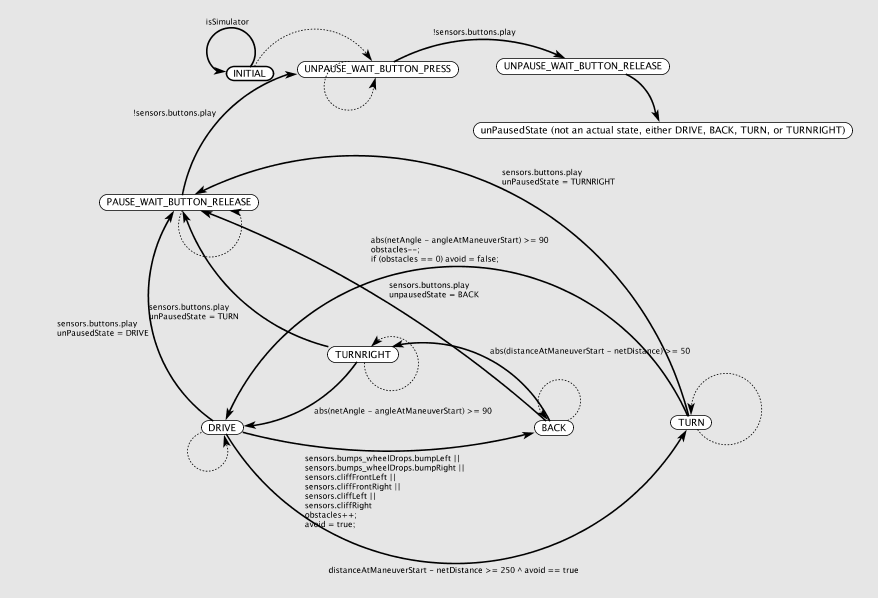 isSimulator
!sensors.buttons.play
INITIAL
UNPAUSE_WAIT_BUTTON_PRESS
UNPAUSE_WAIT_BUTTON_RELEASE
!sensors.buttons.play
unPausedState (not an actual state, either DRIVE, BACK, TURN, or TURNRIGHT)
sensors.buttons.play
unPausedState = TURNRIGHT
PAUSE_WAIT_BUTTON_RELEASE
abs(netAngle - angleAtManeuverStart) >= 90
obstacles--;
if (obstacles == 0) avoid = false;
sensors.buttons.play
unpausedState = BACK
sensors.buttons.play
unPausedState = TURN
sensors.buttons.play
unPausedState = DRIVE
TURNRIGHT
abs(distanceAtManeuverStart - netDistance) >= 50
abs(netAngle - angleAtManeuverStart) >= 90
DRIVE
BACK
TURN
sensors.bumps_wheelDrops.bumpLeft ||
sensors.bumps_wheelDrops.bumpRight ||
sensors.cliffFrontLeft ||
sensors.cliffFrontRight ||
sensors.cliffLeft ||
sensors.cliffRight
obstacles++;
avoid = true;
distanceAtManeuverStart - netDistance >= 250 ^ avoid == true